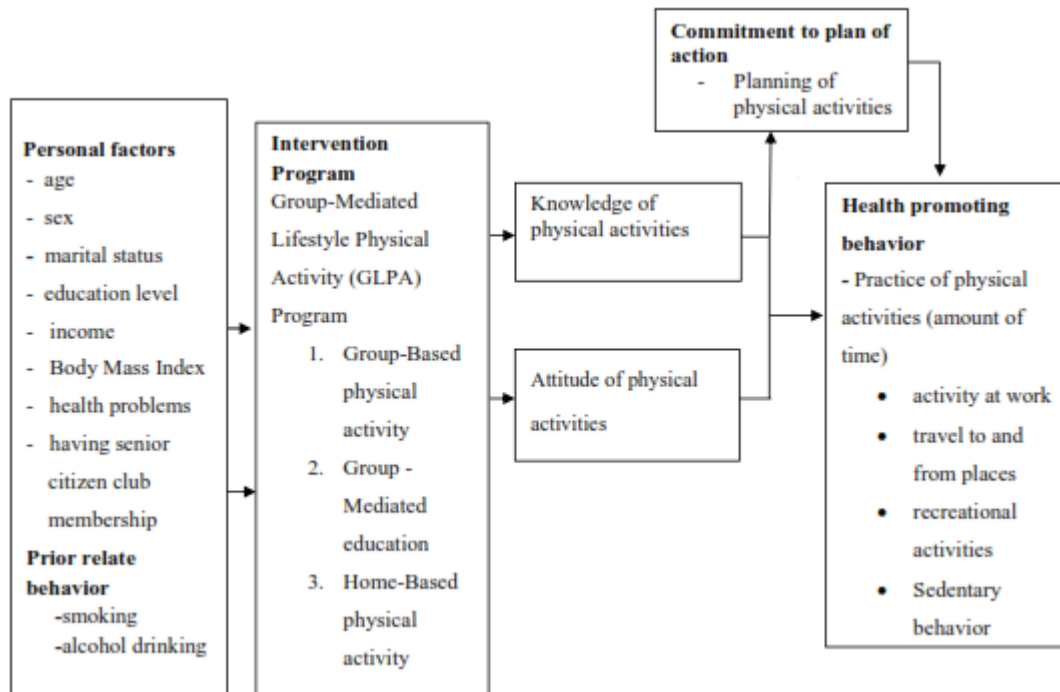 Personal factors
- age
- sex
- marital status
- education level
- income
- Body Mass Index
- health problems
- having senior
citizen club
membership
Prior relate
behavior
-smoking
-alcohol drinking
Intervention
Program
Group-Mediated
Lifestyle Physical
Activity (GLPA)
Program
1. Group-Based
physical
activity
2. Group -
Mediated
education
3. Home-Based
physical
activity
Knowledge of
physical activities
Attitude of physical
activities
Commitment to plan of
action
- Planning of
physical activities
Health promoting
behavior
- Practice of physical
activities (amount of
time)
• activity at work
• travel to and
from places
• recreational
activities
• Sedentary
behavior